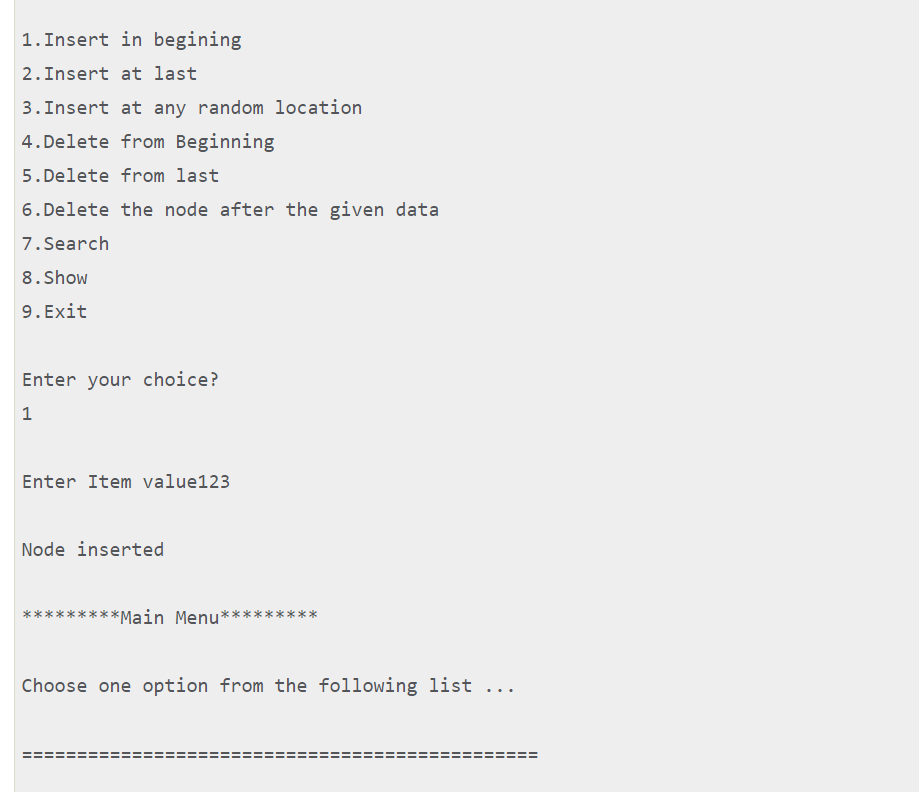 1.Insert in begining
2.Insert at last
3.Insert at any random location
4.Delete from Beginning
5.Delete from last
6.Delete the node after the given data
7.Search
8.Show
9.Exit
Enter your choice?
1
Enter Item value123
Node inserted
*********Main Menu*********
Choose one option from the following list ...
===============================================